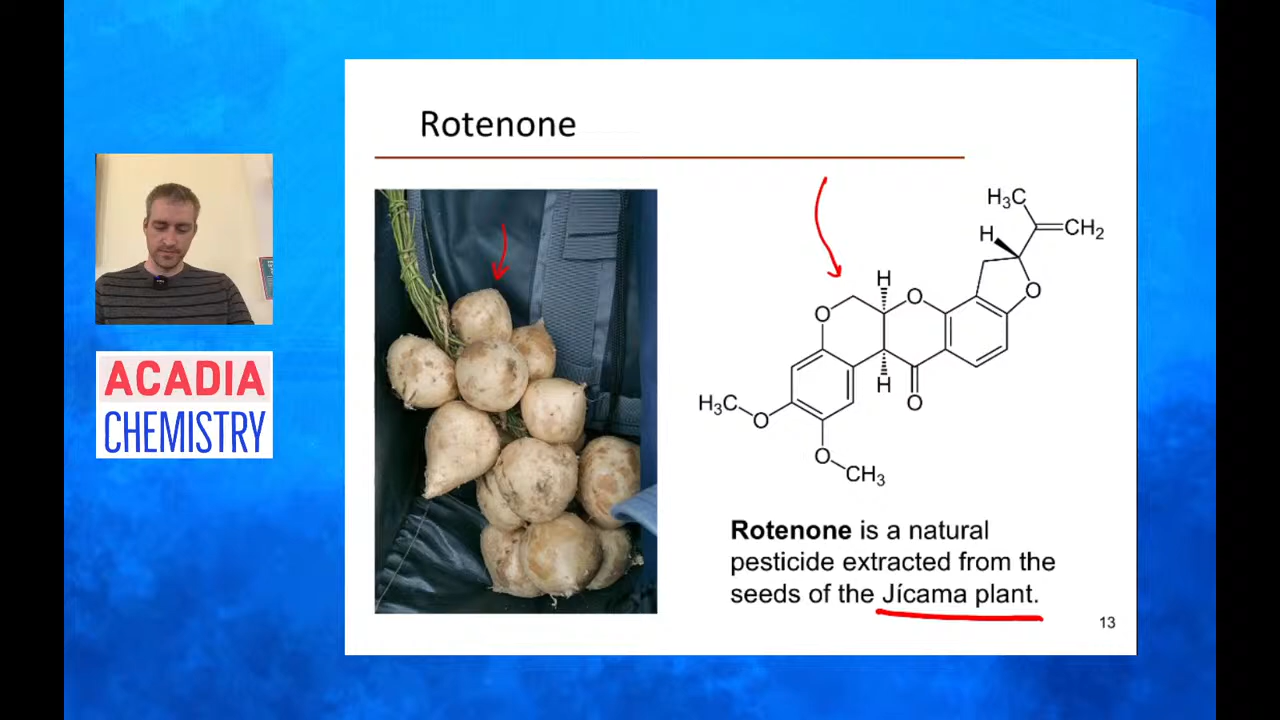 Rotenone
ACADIA
CHEMISTRY
H₃C
H
CH₂
H
O
O
O
H
O
H₃C
O
O
CH₃
Rotenone is a natural
pesticide extracted from the
seeds of the Jícama plant.
13